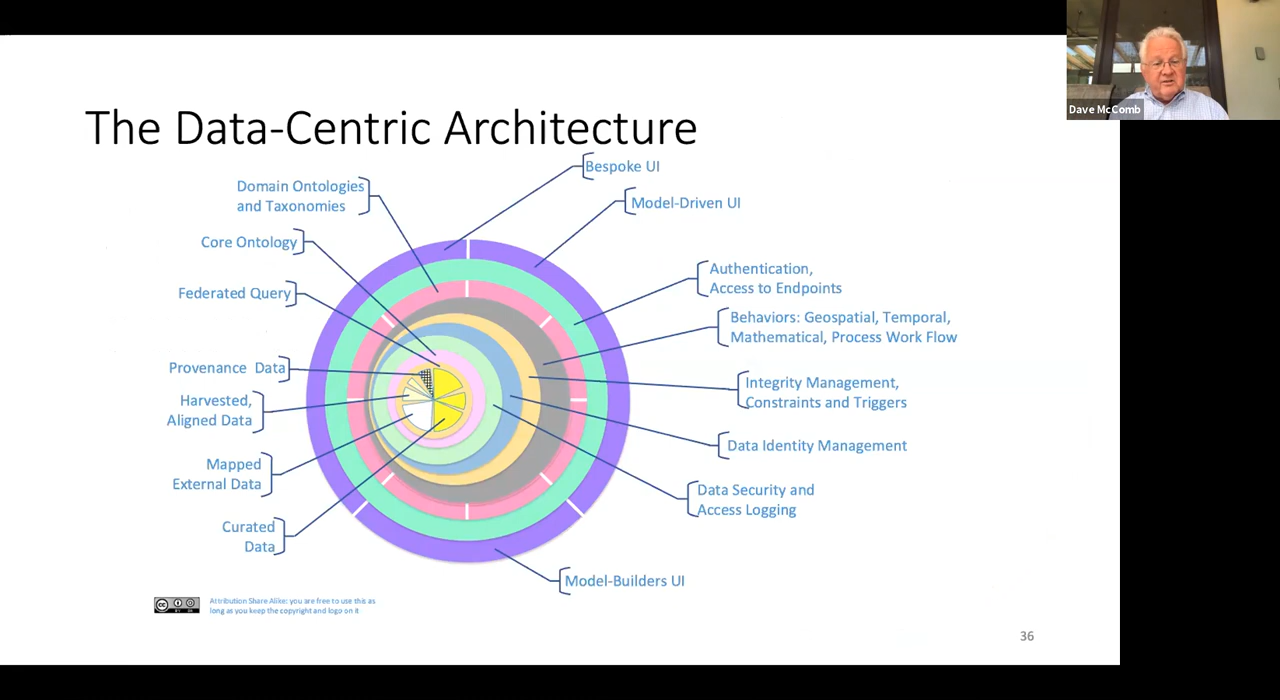 Dave McComb
The Data-Centric Architecture
Bespoke UI
Domain Ontologies
and Taxonomies
Model-Driven UI
Core Ontology
Authentication,
Access to Endpoints
Federated Query
Behaviors: Geospatial, Temporal,
Mathematical, Process Work Flow
Provenance Data
Integrity Management,
Constraints and Triggers
Harvested,
Aligned Data
Data Identity Management
Mapped
External Data
Data Security and
Access Logging
Curated
Data
Model-Builders UI
Attribution Share Alike: you are free to use this as
long as you keep the copyright and logo on it
36